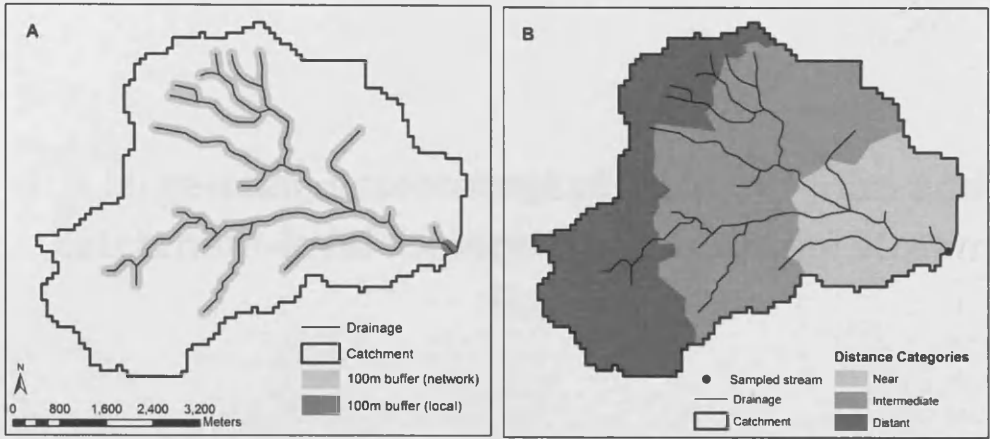 A
Drainage
Catchment
100m buffer (network)
100m buffer (local)
N
0 800 1,600 2,400 3,200
Meters
B
Distance Categories
Sampled stream
Drainage
Catchment
Near
Intermediate
Distant